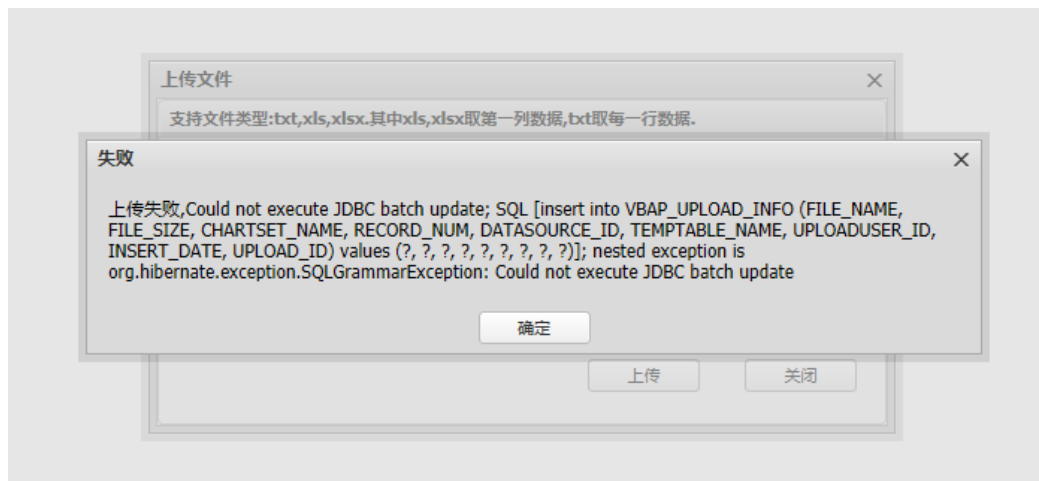 上传文件
支持文件类型:txt,xls,xlsx.其中xls,xlsx取第一列数据,txt取每一行数据.
失败
上传失败,Could not execute JDBC batch update; SQL [insert into VBAP_UPLOAD_INFO (FILE_NAME,
FILE_SIZE, CHARTSET_NAME, RECORD_NUM, DATASOURCE_ID, TEMPTABLE_NAME, UPLOADUSER_ID,
INSERT_DATE, UPLOAD_ID) values (?, ?, ?, ?, ?, ?, ?, ?, ?)]; nested exception is
org.hibernate.exception.SQLGrammarException: Could not execute JDBC batch update
确定
上传 关闭